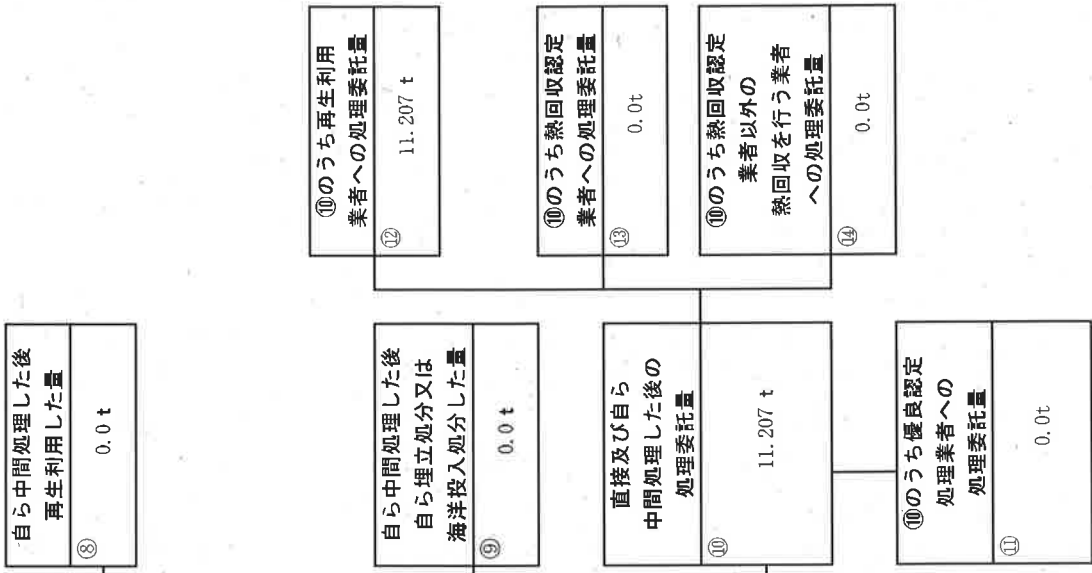 自ら中間処理した後
再生利用した量
⑧
0.0 t
自ら中間処理した後
自ら埋立処分又は
海洋投入処分した量
⑨
0.0 t
直接及び自ら
中間処理した後の
処理委託量
⑩
11.207 t
⑩のうち優良認定
処理業者への
処理委託量
⑪
0.0t
⑩のうち再生利用
業者への処理委託量
⑫
11.207 t
⑩のうち熱回収認定
業者への処理委託量
⑬
0.0t
⑩のうち熱回収認定
業者以外の
熱回収を行う業者
への処理委託量
⑭
0.0t